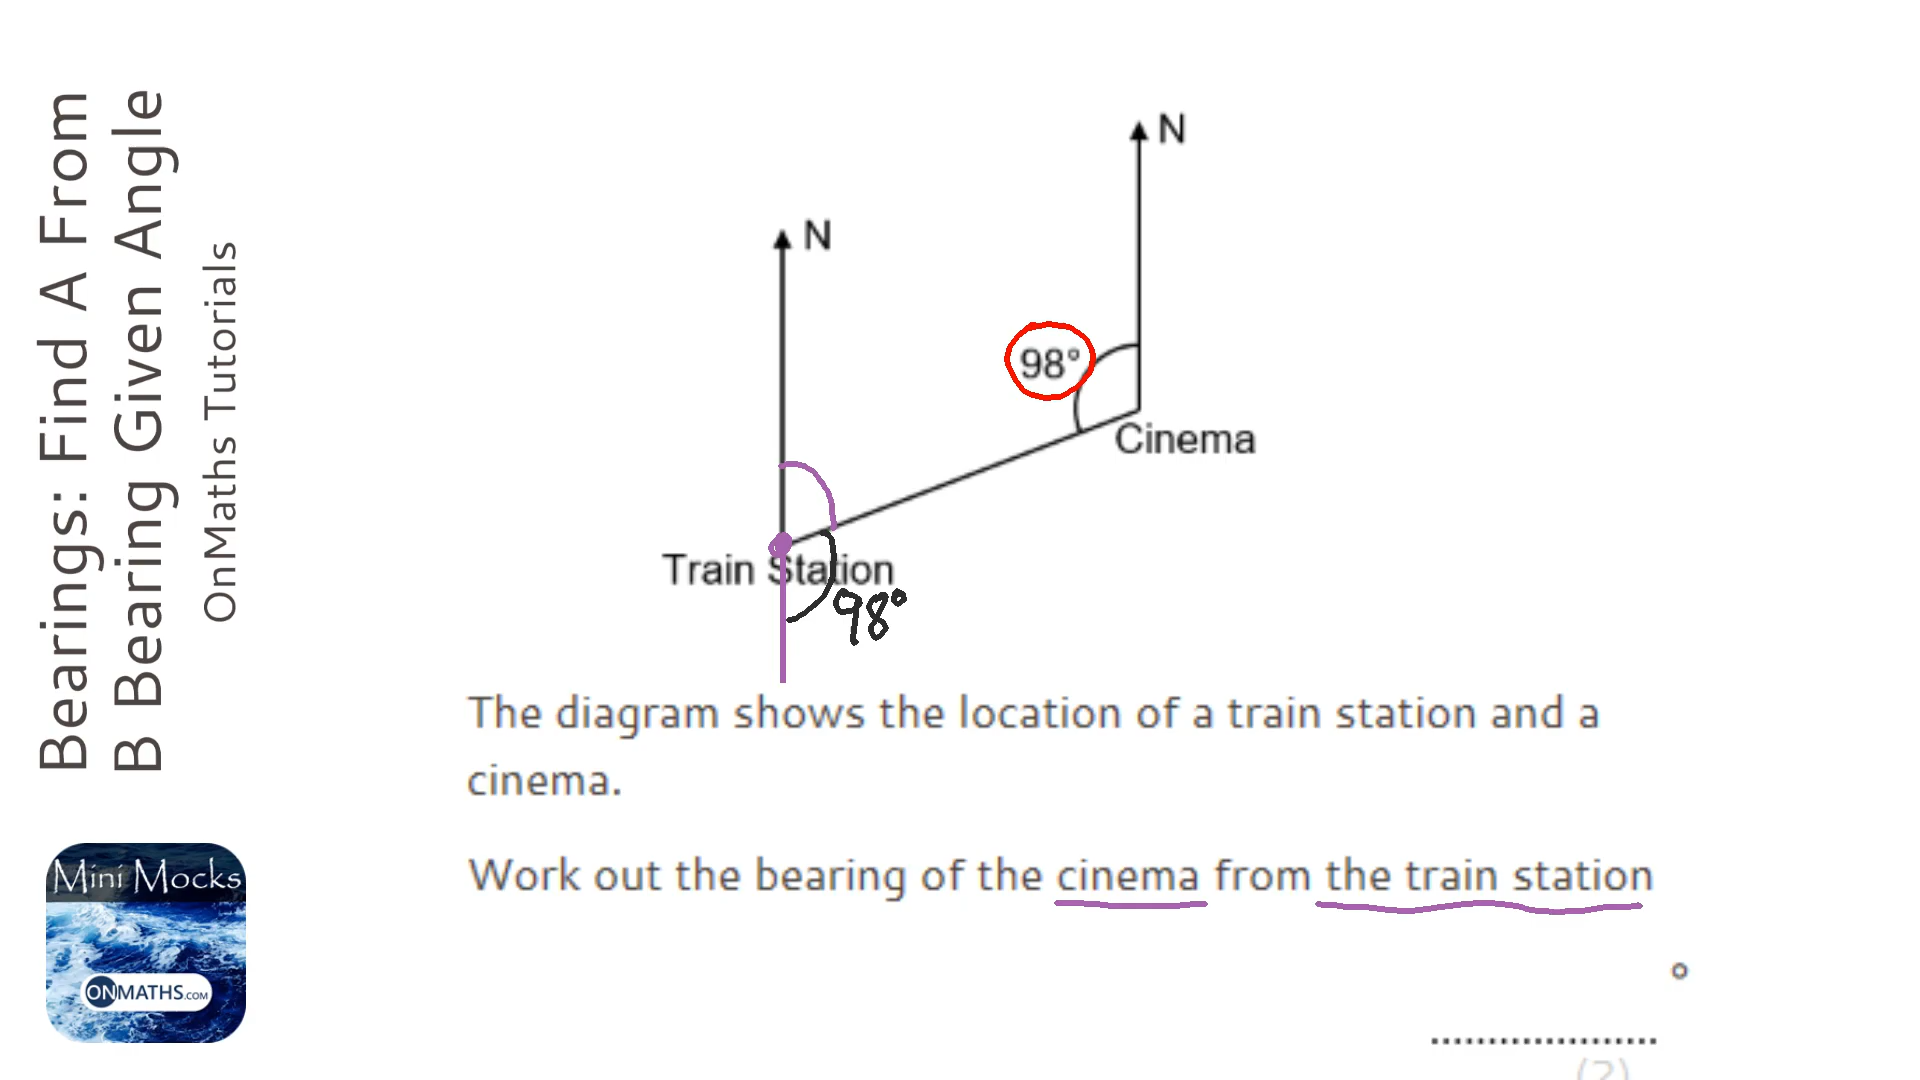 Bearings: Find A From
B Bearing Given Angle
OnMaths Tutorials
N
N
98°
Cinema
Train Station
98°
The diagram shows the location of a train station and a
cinema.
Work out the bearing of the cinema from the train station
°
....................
(2)
Mini Mocks
ONMATHS.COM